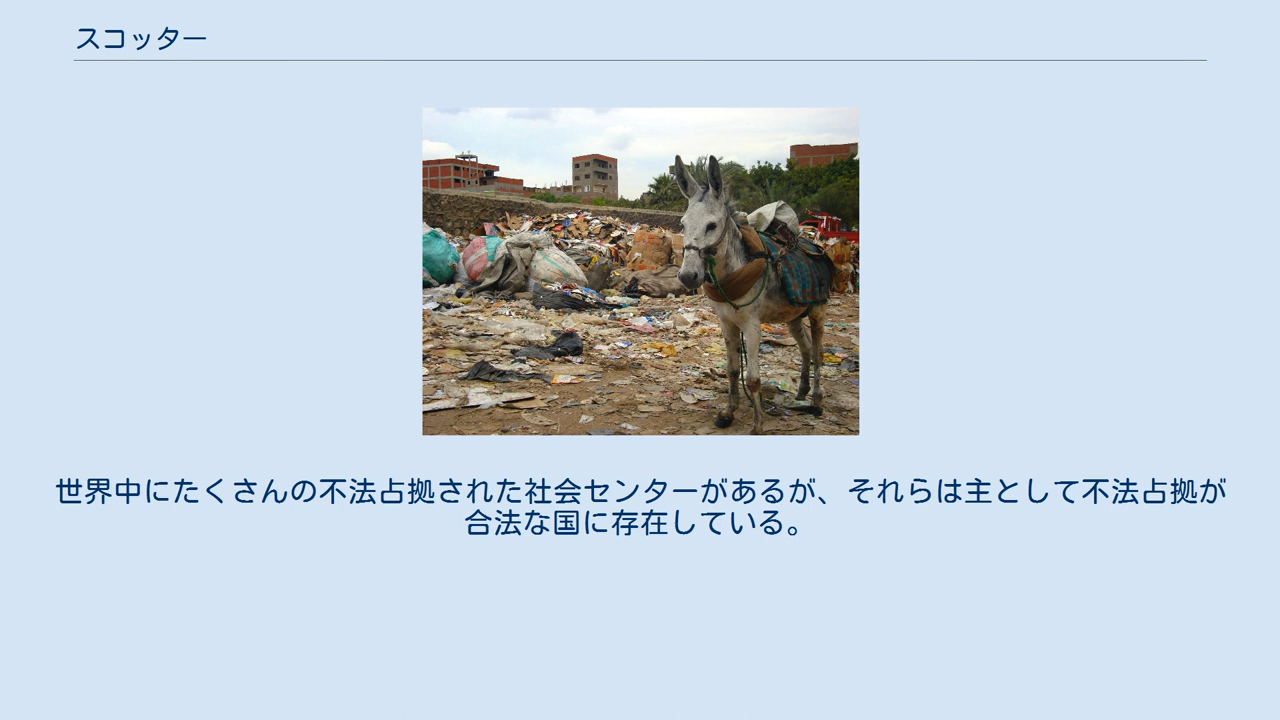 スコッター
世界中にたくさんの不法占拠された社会センターがあるが、それらは主として不法占拠が
合法な国に存在している。